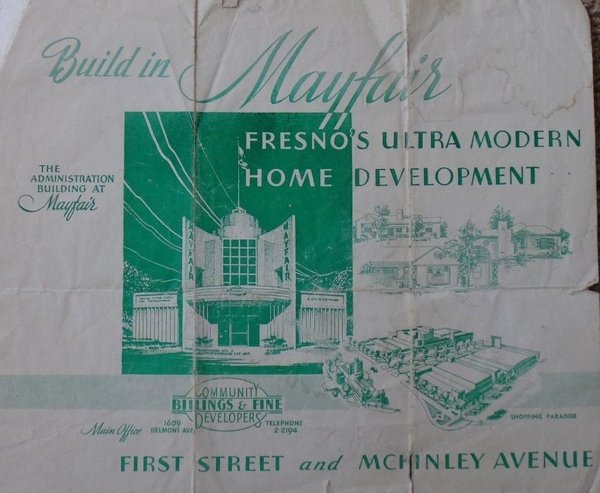 Build in Mayfair
FRESNO'S ULTRA MODERN
HOME DEVELOPMENT
THE
ADMINISTRATION
BUILDING AT
Mayfair
MAYFAIR
MAYFAIR
COMMUNITY
BILLINGS & FINE
DEVELOPERS
Main Office
1609
BELMONT AVE
TELEPHONE
2-2194
SHOPPING PARADISE
FIRST STREET and MCKINLEY AVENUE